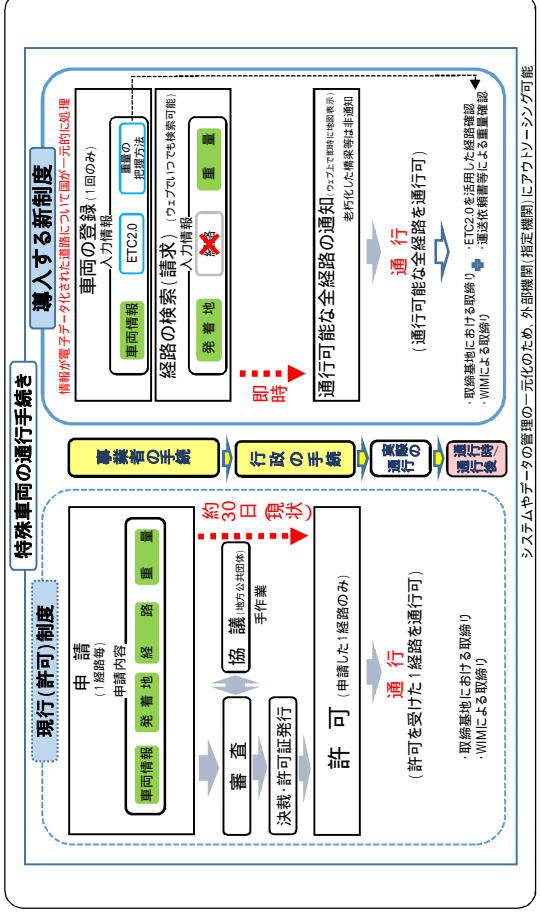 特殊車両の通行手続き
現行(許可)制度
申　請
(1経路毎)
申請内容
車両情報
発着地
経　路
重　量
審　査
協　議(地方公共団体)
手作業
決裁・許可証発行
約30日(現状)
許　可　(申請した1経路のみ)
通　行
(許可を受けた1経路を通行可)
・取締基地における取締り
・WIMによる取締り
事業者の手続
行政の手続
実際の通行
通行時/通行後
導入する新制度
情報が電子データ化された道路について国が一元的に処理
車両の登録(1回のみ)
入力情報
車両情報
ETC2.0
重量の
把握方法
経路の検索(請求)(ウェブでいつでも検索可能)
入力情報
発着地
経路
重　量
即時
通行可能な全経路の通知(ウェブ上で即時に地図表示)
老朽化した橋梁等は非通知
通　行
(通行可能な全経路を通行可)
・取締基地における取締り
・WIMによる取締り
・ETC2.0を活用した経路確認
・運送依頼書等による重量確認
システムやデータの管理の一元化のため、外部機関(指定機関)にアウトソーシング可能